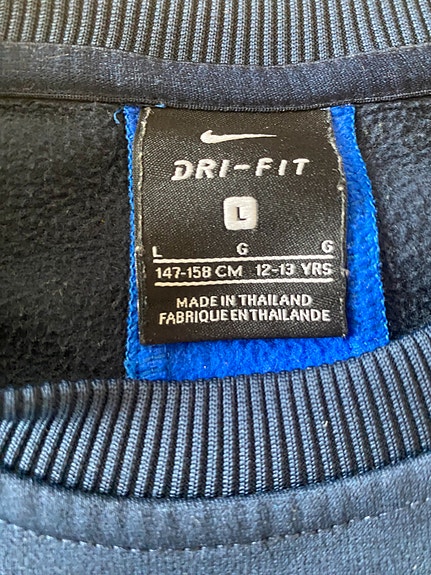 DRI-FIT
L
L G G
147-158 CM 12-13 YRS
MADE IN THAILAND
FABRIQUE EN THAILANDE